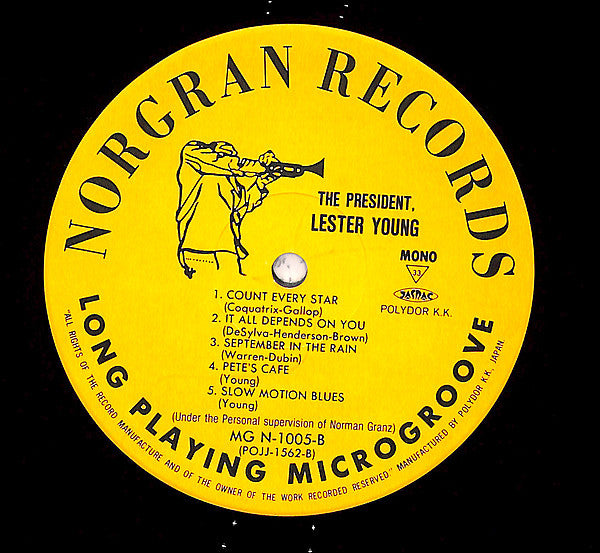 NORGRAN RECORDS
THE PRESIDENT,
LESTER YOUNG
MONO
33
JASRAC
POLYDOR K.K.
1. COUNT EVERY STAR
(Coquatrix-Gallop)
2. IT ALL DEPENDS ON YOU
(DeSylva-Henderson-Brown)
3. SEPTEMBER IN THE RAIN
(Warren-Dubin)
4. PETE'S CAFE
(Young)
5. SLOW MOTION BLUES
(Young)
(Under the Personal supervision of Norman Granz)
MG N-1005-B
(POJJ-1562-B)
LONG PLAYING MICROGROOVE
"ALL RIGHTS OF THE RECORD MANUFACTURE AND OF THE OWNER OF THE WORK RECORDED RESERVED." MANUFACTURED BY POLYDOR K.K. JAPAN